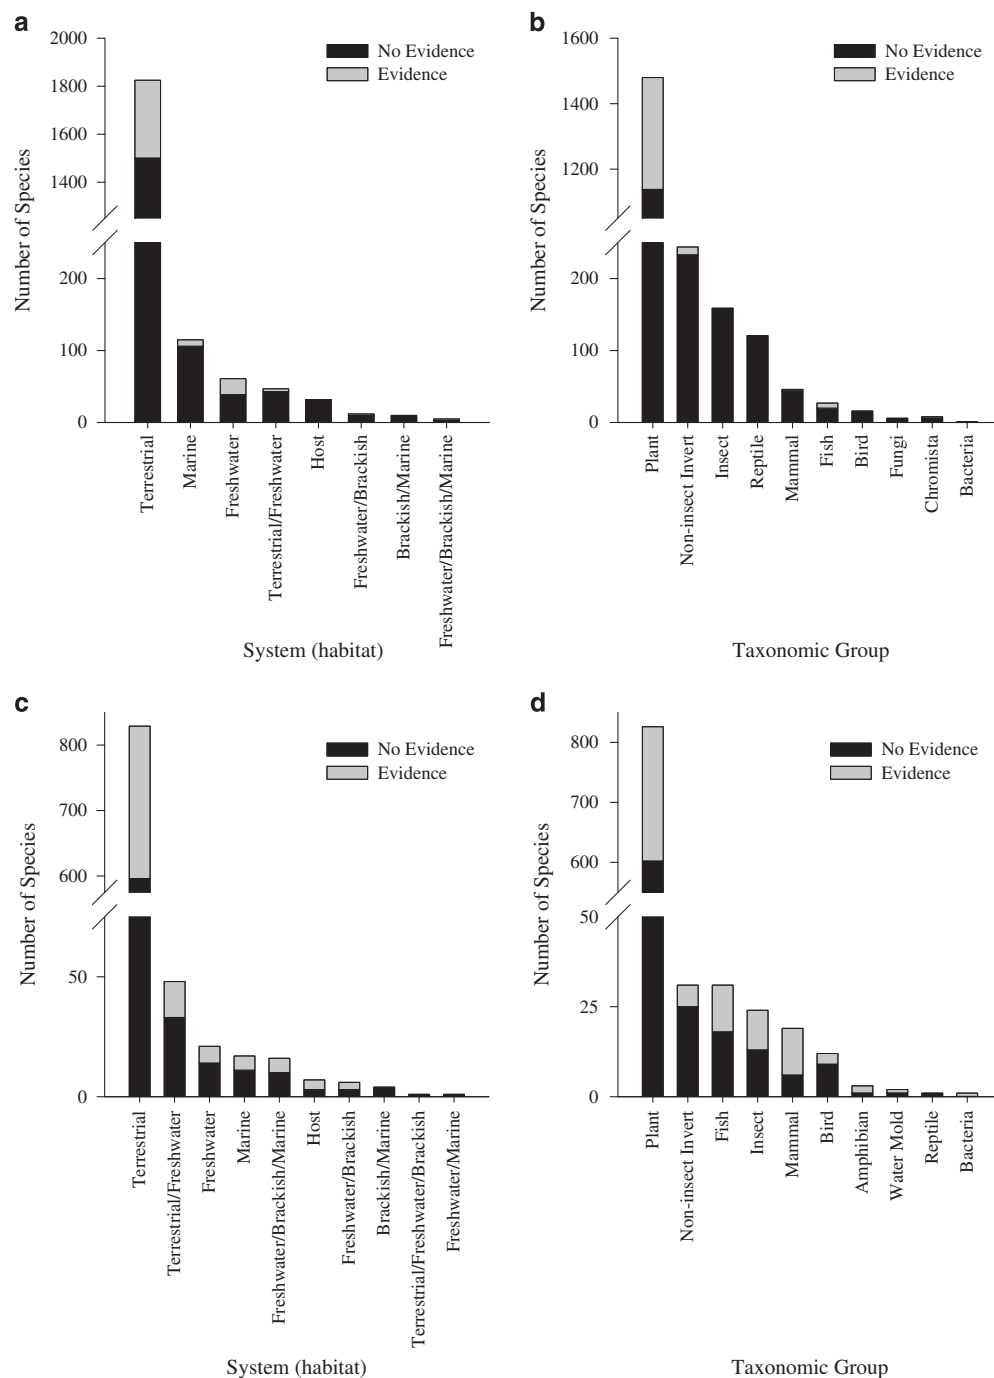 a
2000
1800
1600
1400
200
100
0
Number of Species
No Evidence
Evidence
Terrestrial
Marine
Freshwater
Terrestrial/Freshwater
Host
Freshwater/Brackish
Brackish/Marine
Freshwater/Brackish/Marine
System (habitat)
b
1600
1400
1200
200
100
0
Number of Species
No Evidence
Evidence
Plant
Non-insect Invert
Insect
Reptile
Mammal
Fish
Bird
Fungi
Chromista
Bacteria
Taxonomic Group
c
800
700
600
50
0
Number of Species
No Evidence
Evidence
Terrestrial
Terrestrial/Freshwater
Freshwater
Marine
Freshwater/Brackish/Marine
Host
Freshwater/Brackish
Brackish/Marine
Terrestrial/Freshwater/Brackish
Freshwater/Marine
System (habitat)
d
800
700
600
50
25
0
Number of Species
No Evidence
Evidence
Plant
Non-insect Invert
Fish
Insect
Mammal
Bird
Amphibian
Water Mold
Reptile
Bacteria
Taxonomic Group